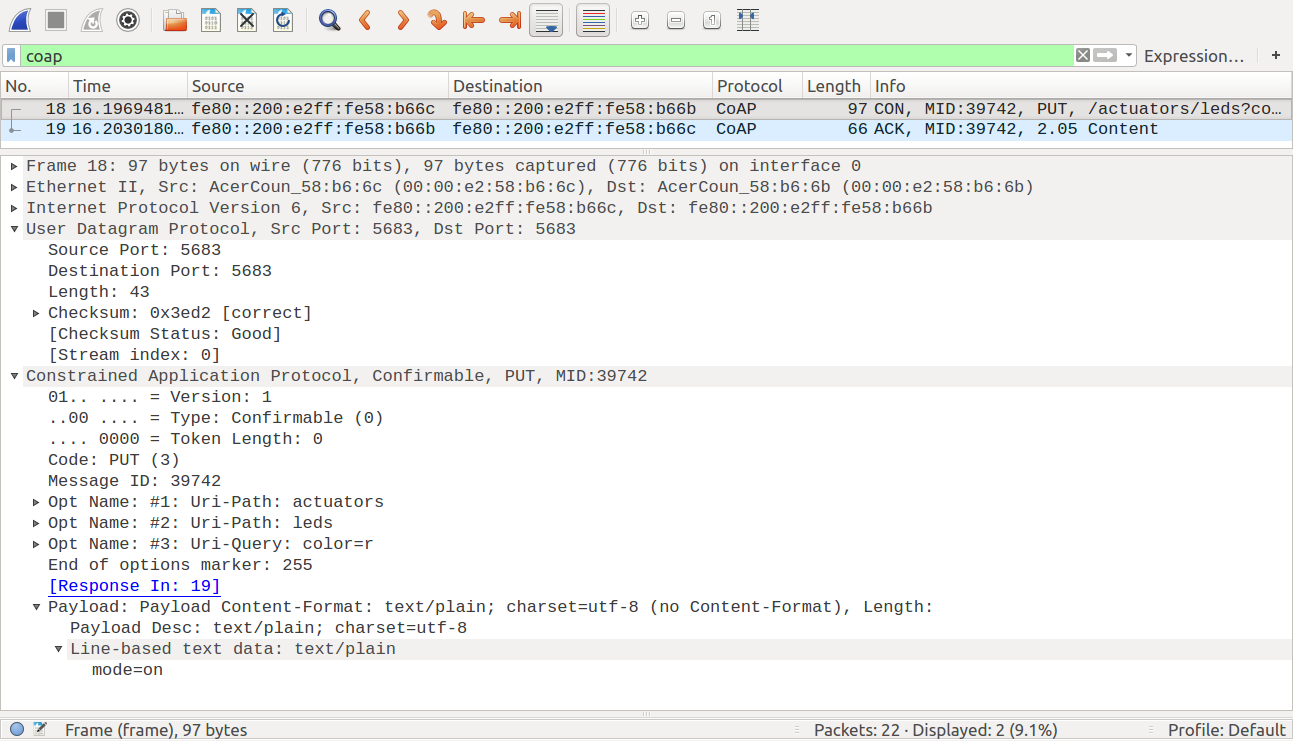 coap
Expression…
+
No. Time Source Destination Protocol Length Info
18 16.1969481… fe80::200:e2ff:fe58:b66c fe80::200:e2ff:fe58:b66b CoAP 97 CON, MID:39742, PUT, /actuators/leds?co…
19 16.2030180… fe80::200:e2ff:fe58:b66b fe80::200:e2ff:fe58:b66c CoAP 66 ACK, MID:39742, 2.05 Content
Frame 18: 97 bytes on wire (776 bits), 97 bytes captured (776 bits) on interface 0
Ethernet II, Src: AcerCoun_58:b6:6c (00:00:e2:58:b6:6c), Dst: AcerCoun_58:b6:6b (00:00:e2:58:b6:6b)
Internet Protocol Version 6, Src: fe80::200:e2ff:fe58:b66c, Dst: fe80::200:e2ff:fe58:b66b
User Datagram Protocol, Src Port: 5683, Dst Port: 5683
Source Port: 5683
Destination Port: 5683
Length: 43
Checksum: 0x3ed2 [correct]
[Checksum Status: Good]
[Stream index: 0]
Constrained Application Protocol, Confirmable, PUT, MID:39742
01.. .... = Version: 1
..00 .... = Type: Confirmable (0)
.... 0000 = Token Length: 0
Code: PUT (3)
Message ID: 39742
Opt Name: #1: Uri-Path: actuators
Opt Name: #2: Uri-Path: leds
Opt Name: #3: Uri-Query: color=r
End of options marker: 255
[Response In: 19]
Payload: Payload Content-Format: text/plain; charset=utf-8 (no Content-Format), Length:
Payload Desc: text/plain; charset=utf-8
Line-based text data: text/plain
mode=on
Frame (frame), 97 bytes
Packets: 22 · Displayed: 2 (9.1%)
Profile: Default